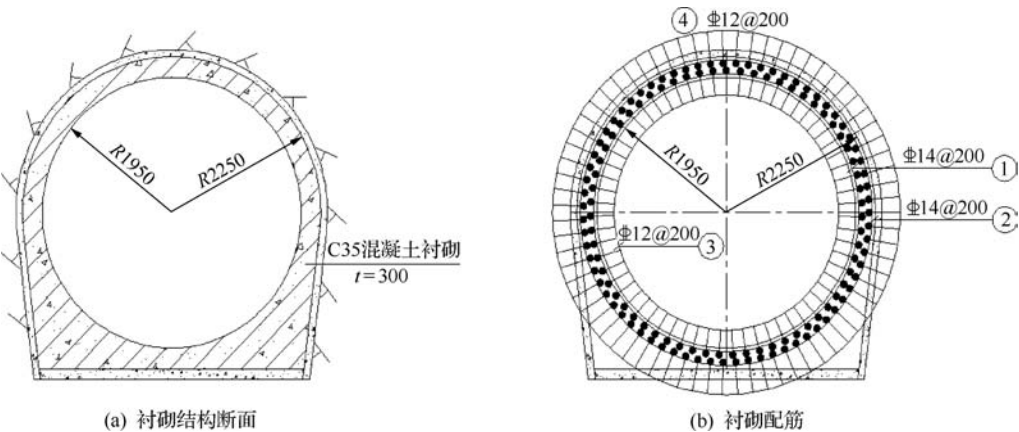 R1950
R2250
C35混凝土衬砌
t=300
(a) 衬砌结构断面
④ Φ12@200
R1950
R2250
Φ14@200 ①
Φ14@200 ②
Φ12@200 ③
(b) 衬砌配筋